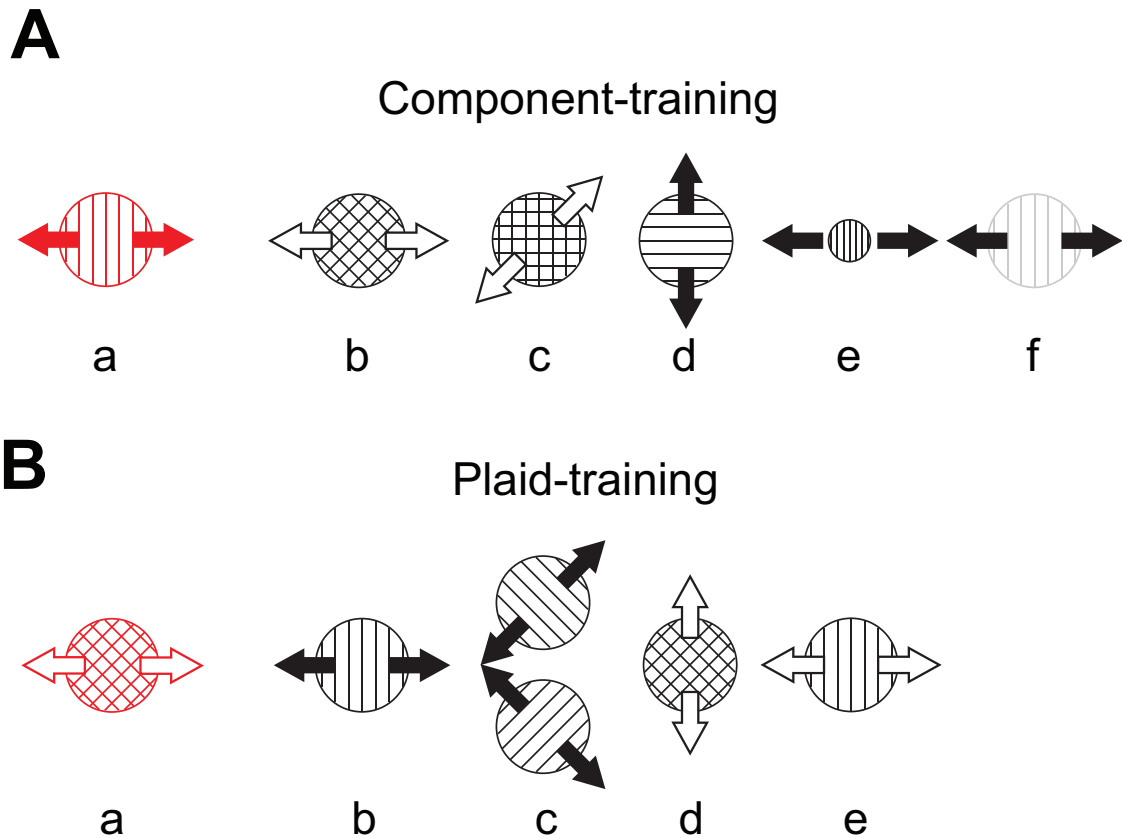 A
Component-training
a b c d e f
B
Plaid-training
a b c d e